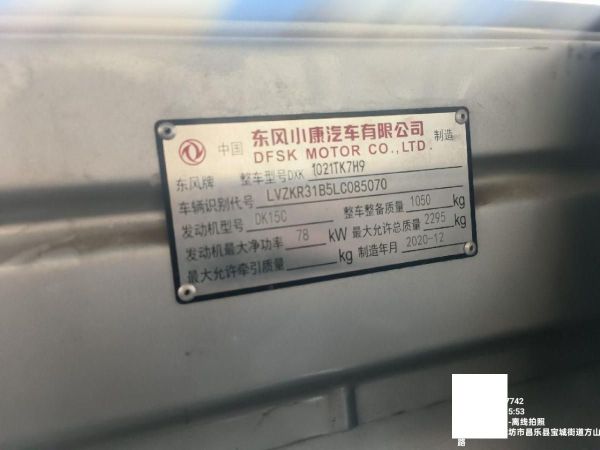 中国 东风小康汽车有限公司 制造
DFSK MOTOR CO.,LTD.
东风牌 整车型号DXK 1021TK7H9
车辆识别代号 LVZKR31B5LC085070
发动机型号 DK15C 整车整备质量 1050 kg
发动机最大净功率 78 kW 最大允许总质量 2295 kg
最大允许牵引质量 kg 制造年月 2020-12
7742
5:53
-离线拍照
坊市昌乐县宝城街道方山
路